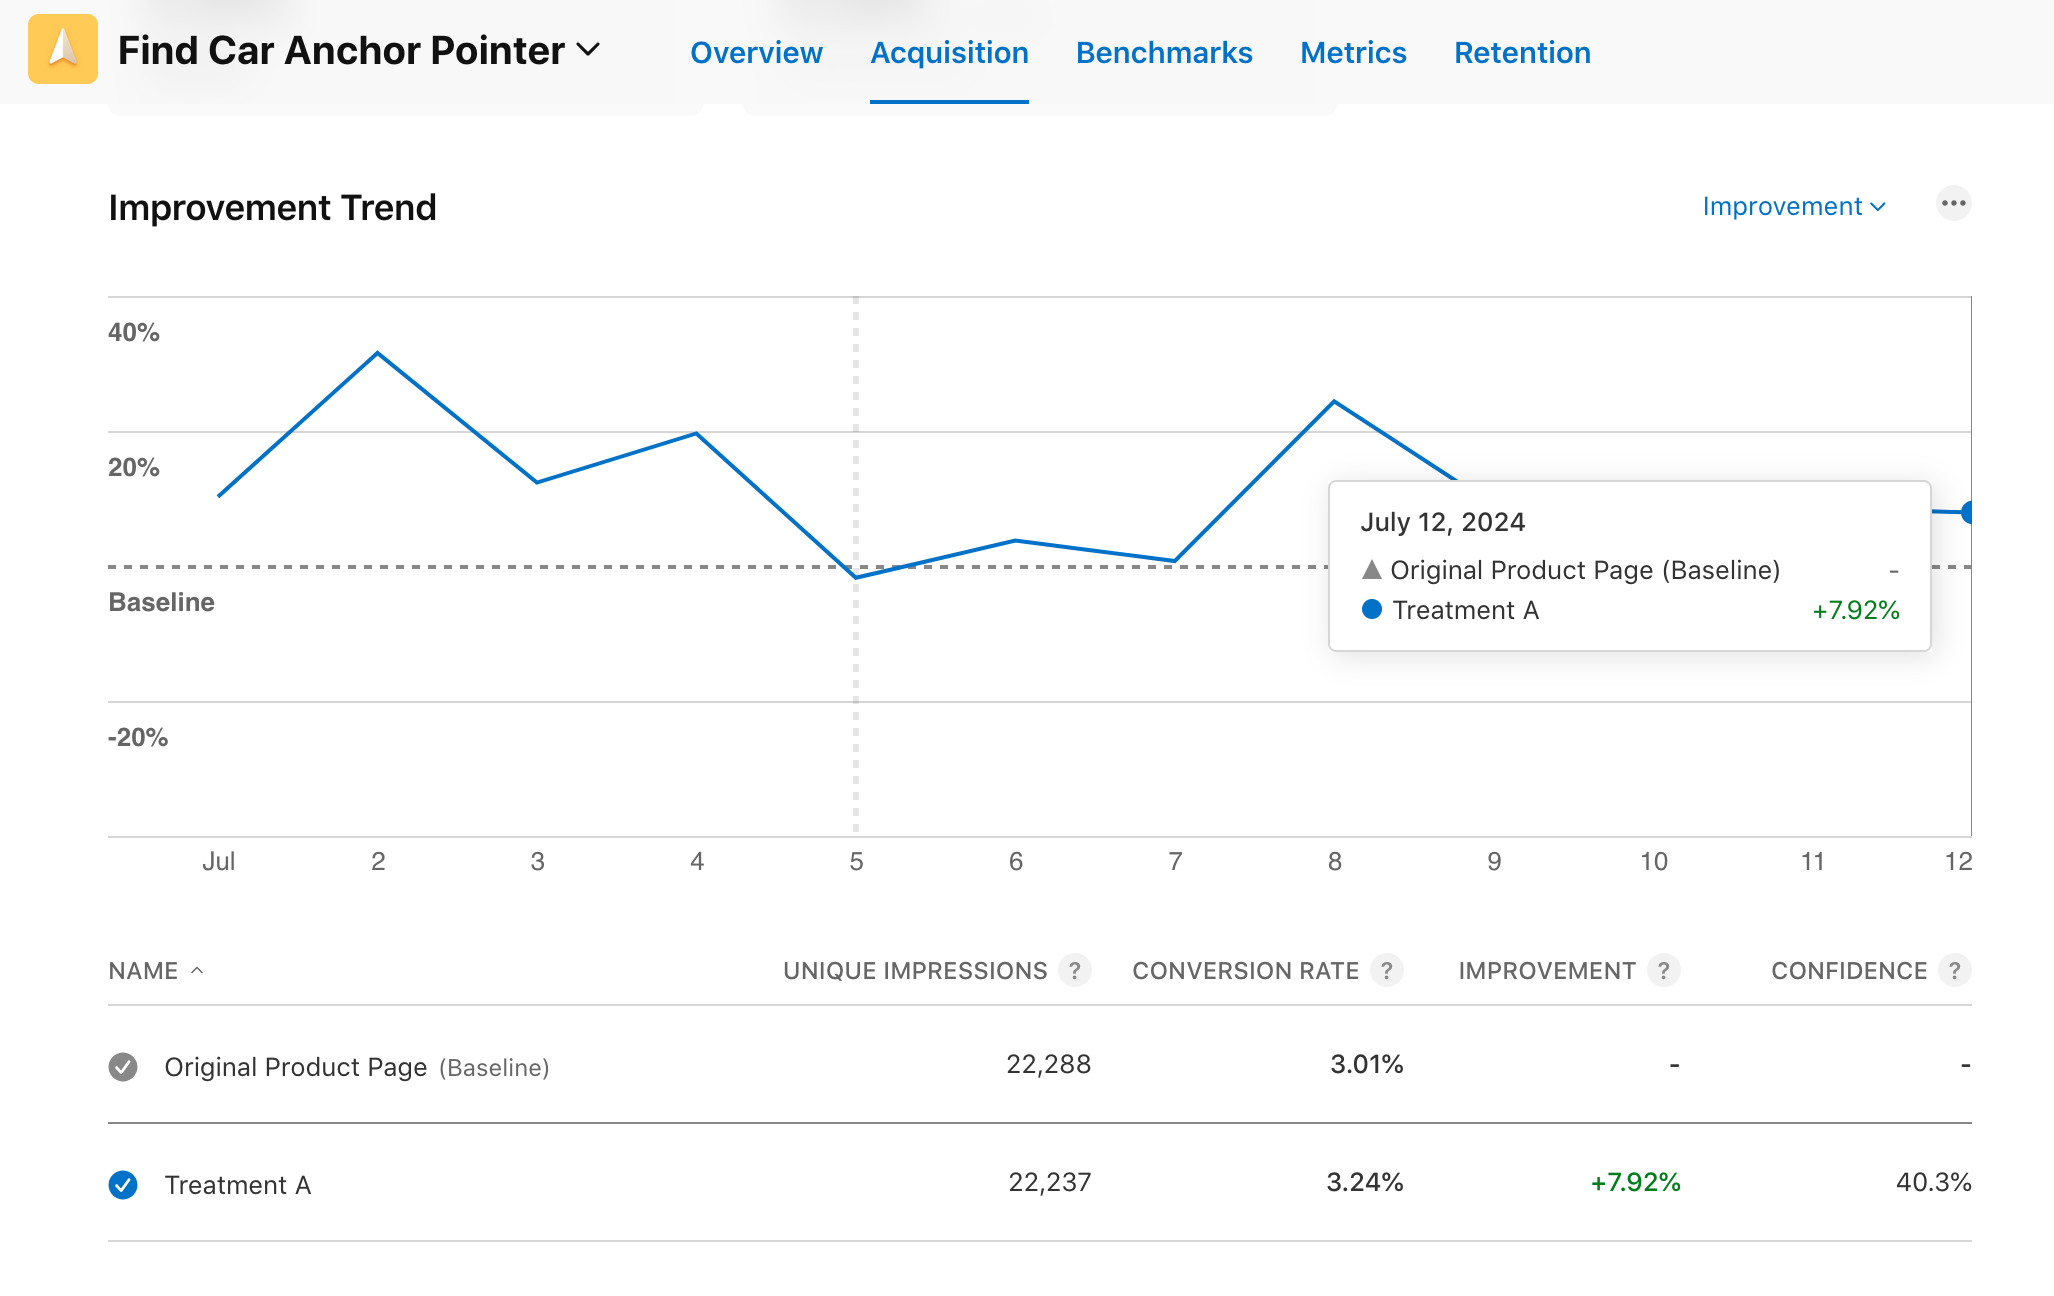 Find Car Anchor Pointer
Overview Acquisition Benchmarks Metrics Retention
Improvement Trend
Improvement
40%
20%
Baseline
-20%
July 12, 2024
Original Product Page (Baseline) -
Treatment A +7.92%
Jul 2 3 4 5 6 7 8 9 10 11 12
NAME UNIQUE IMPRESSIONS ? CONVERSION RATE ? IMPROVEMENT ? CONFIDENCE ?
Original Product Page (Baseline) 22,288 3.01% - -
Treatment A 22,237 3.24% +7.92% 40.3%